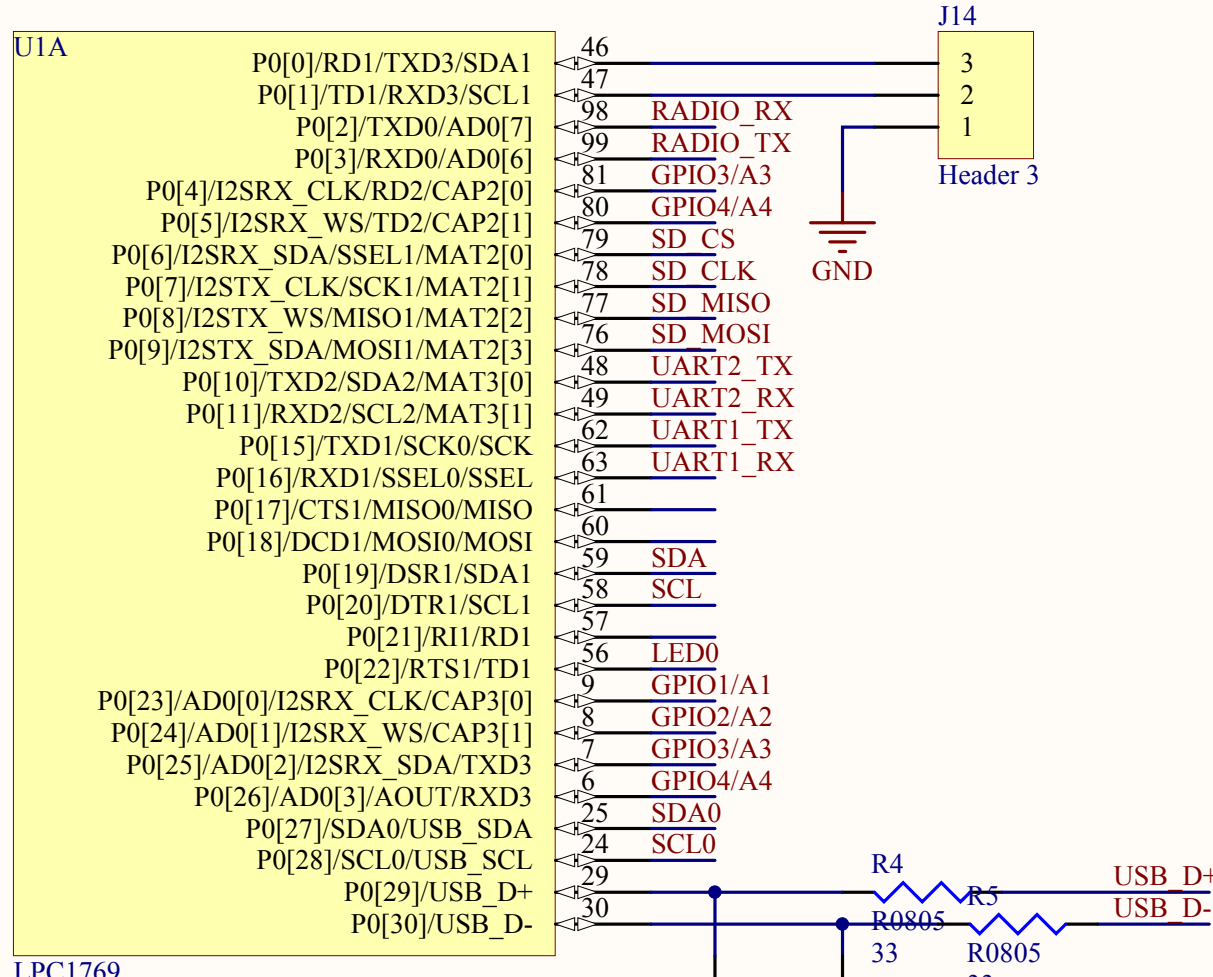 J14
U1A
P0[0]/RD1/TXD3/SDA1 46 3
P0[1]/TD1/RXD3/SCL1 47 2
P0[2]/TXD0/AD0[7] 98 RADIO_RX 1
P0[3]/RXD0/AD0[6] 99 RADIO_TX
P0[4]/I2SRX_CLK/RD2/CAP2[0] 81 GPIO3/A3 Header 3
P0[5]/I2SRX_WS/TD2/CAP2[1] 80 GPIO4/A4
P0[6]/I2SRX_SDA/SSEL1/MAT2[0] 79 SD_CS
P0[7]/I2STX_CLK/SCK1/MAT2[1] 78 SD_CLK GND
P0[8]/I2STX_WS/MISO1/MAT2[2] 77 SD_MISO
P0[9]/I2STX_SDA/MOSI1/MAT2[3] 76 SD_MOSI
P0[10]/TXD2/SDA2/MAT3[0] 48 UART2_TX
P0[11]/RXD2/SCL2/MAT3[1] 49 UART2_RX
P0[15]/TXD1/SCK0/SCK 62 UART1_TX
P0[16]/RXD1/SSEL0/SSEL 63 UART1_RX
P0[17]/CTS1/MISO0/MISO 61
P0[18]/DCD1/MOSI0/MOSI 60
P0[19]/DSR1/SDA1 59 SDA
P0[20]/DTR1/SCL1 58 SCL
P0[21]/RI1/RD1 57
P0[22]/RTS1/TD1 56 LED0
P0[23]/AD0[0]/I2SRX_CLK/CAP3[0] 9 GPIO1/A1
P0[24]/AD0[1]/I2SRX_WS/CAP3[1] 8 GPIO2/A2
P0[25]/AD0[2]/I2SRX_SDA/TXD3 7 GPIO3/A3
P0[26]/AD0[3]/AOUT/RXD3 6 GPIO4/A4
P0[27]/SDA0/USB_SDA 25 SDA0
P0[28]/SCL0/USB_SCL 24 SCL0
R4
P0[29]/USB_D+ 29 USB_D+
R5
P0[30]/USB_D- 30 R0805 USB_D-
33 R0805
LPC1769